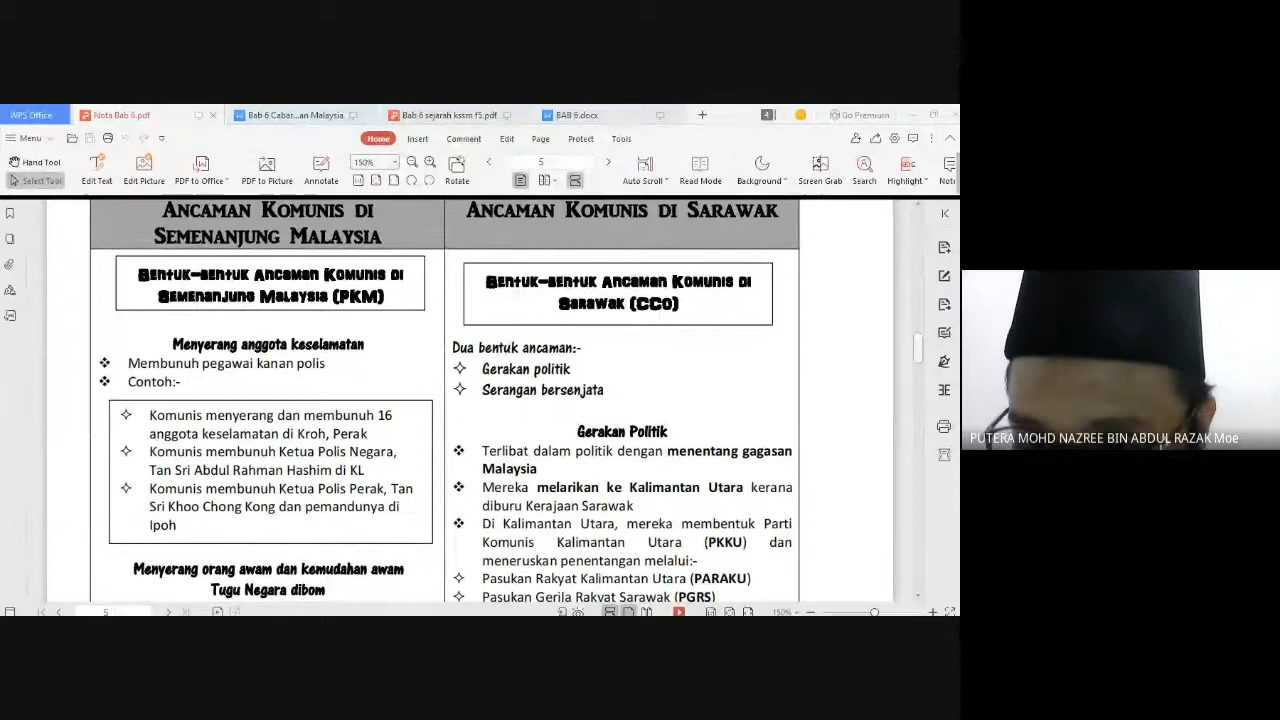 WPS Office
Nota Bab 6.pdf
Bab 6 Cabar...an Malaysia
Bab 6 sejarah kssm f5.pdf
BAB 6.docx
4
Go Premium
Menu
Home
Insert
Comment
Edit
Page
Protect
Tools
Hand Tool
Select Tool
Edit Text
Edit Picture
PDF to Office
PDF to Picture
Annotate
150%
Rotate
5
Auto Scroll
Read Mode
Background
Screen Grab
Search
Highlight
ANCAMAN KOMUNIS DI
SEMENANJUNG MALAYSIA
BENTUK-BENTUK ANCAMAN KOMUNIS DI
SEMENANJUNG MALAYSIA (PKM)
Menyerang anggota keselamatan
Membunuh pegawai kanan polis
Contoh:-
Komunis menyerang dan membunuh 16
anggota keselamatan di Kroh, Perak
Komunis membunuh Ketua Polis Negara,
Tan Sri Abdul Rahman Hashim di KL
Komunis membunuh Ketua Polis Perak, Tan
Sri Khoo Chong Kong dan pemandunya di
Ipoh
Menyerang orang awam dan kemudahan awam
Tugu Negara dibom
ANCAMAN KOMUNIS DI SARAWAK
BENTUK-BENTUK ANCAMAN KOMUNIS DI
SARAWAK (CCO)
Dua bentuk ancaman:-
Gerakan politik
Serangan bersenjata
Gerakan Politik
Terlibat dalam politik dengan menentang gagasan
Malaysia
Mereka melarikan ke Kalimantan Utara kerana
diburu Kerajaan Sarawak
Di Kalimantan Utara, mereka membentuk Parti
Komunis Kalimantan Utara (PKKU) dan
meneruskan penentangan melalui:-
Pasukan Rakyat Kalimantan Utara (PARAKU)
Pasukan Gerila Rakyat Sarawak (PGRS)
5
150%
PUTERA MOHD NAZREE BIN ABDUL RAZAK Moe